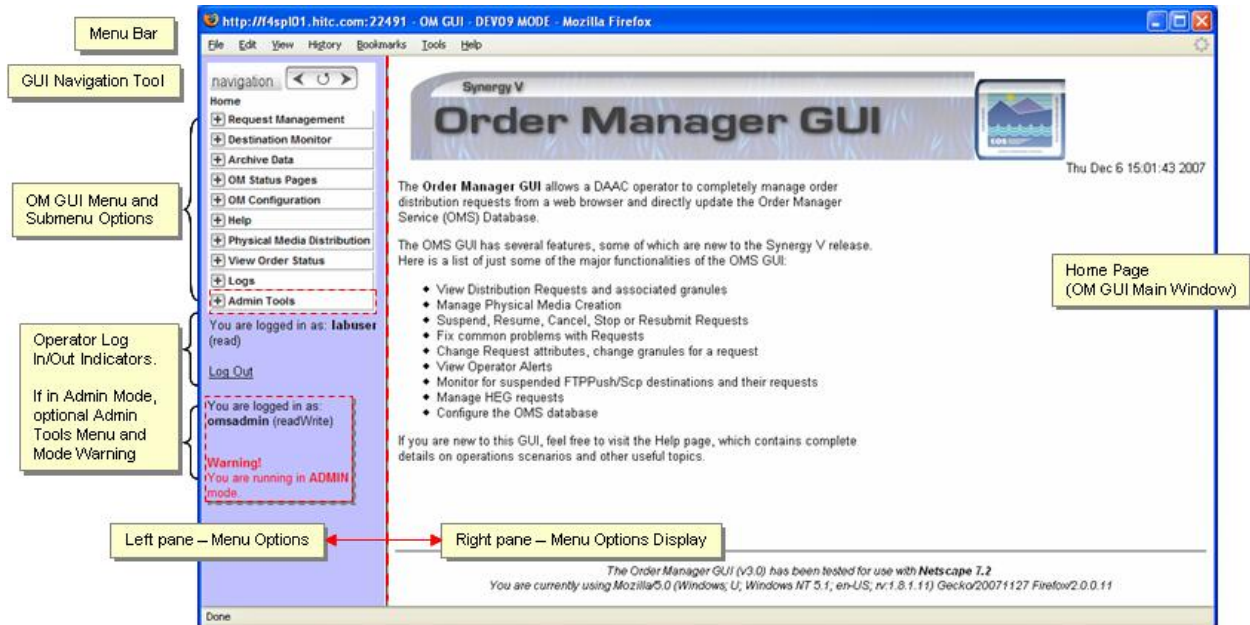 http://f4spl01.hitc.com:22491 - OM GUI - DEV09 MODE - Mozilla Firefox
File Edit View History Bookmarks Tools Help
Menu Bar
GUI Navigation Tool
OM GUI Menu and
Submenu Options
Operator Log
In/Out Indicators.
If in Admin Mode,
optional Admin
Tools Menu and
Mode Warning
navigation
Home
Request Management
Destination Monitor
Archive Data
OM Status Pages
OM Configuration
Help
Physical Media Distribution
View Order Status
Logs
Admin Tools
You are logged in as: labuser
(read)
Log Out
You are logged in as:
omsadmin (readWrite)
Warning!
You are running in ADMIN
mode.
Synergy V
Order Manager GUI
EOS
Thu Dec 6 15:01:43 2007
The Order Manager GUI allows a DAAC operator to completely manage order
distribution requests from a web browser and directly update the Order Manager
Service (OMS) Database.
The OMS GUI has several features, some of which are new to the Synergy V release.
Here is a list of just some of the major functionalities of the OMS GUI:
View Distribution Requests and associated granules
Manage Physical Media Creation
Suspend, Resume, Cancel, Stop or Resubmit Requests
Fix common problems with Requests
Change Request attributes, change granules for a request
View Operator Alerts
Monitor for suspended FTPPush/Scp destinations and their requests
Manage HEG requests
Configure the OMS database
If you are new to this GUI, feel free to visit the Help page, which contains complete
details on operations scenarios and other useful topics.
Home Page
(OM GUI Main Window)
Left pane – Menu Options
Right pane – Menu Options Display
The Order Manager GUI (v3.0) has been tested for use with Netscape 7.2
You are currently using Mozilla/5.0 (Windows; U; Windows NT 5.1; en-US; rv:1.8.1.11) Gecko/20071127 Firefox/2.0.0.11
Done